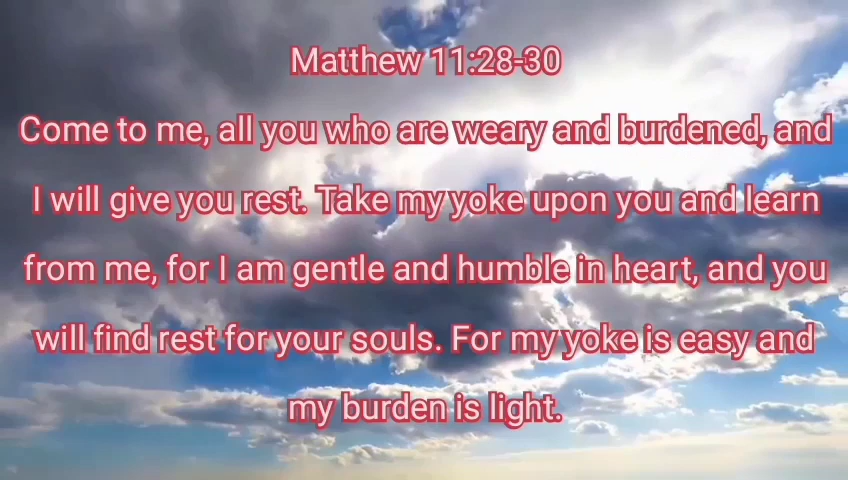 Matthew 11:28-30
Come to me, all you who are weary and burdened, and
I will give you rest. Take my yoke upon you and learn
from me, for I am gentle and humble in heart, and you
will find rest for your souls. For my yoke is easy and
my burden is light.